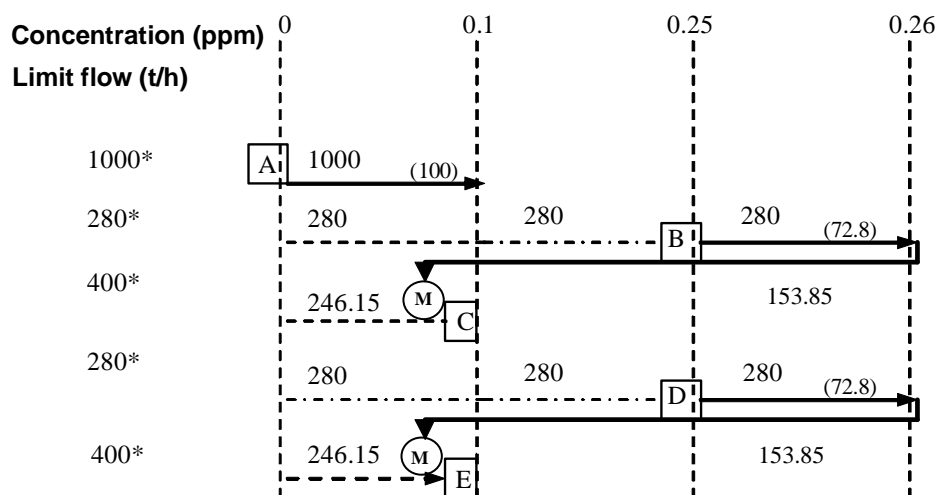 0 0.1 0.25 0.26
Concentration (ppm)
Limit flow (t/h)
1000* A 1000 (100)
280* 280 280 B 280 (72.8)
400* 246.15 M C 153.85
280* 280 280 D 280 (72.8)
400* 246.15 M E 153.85